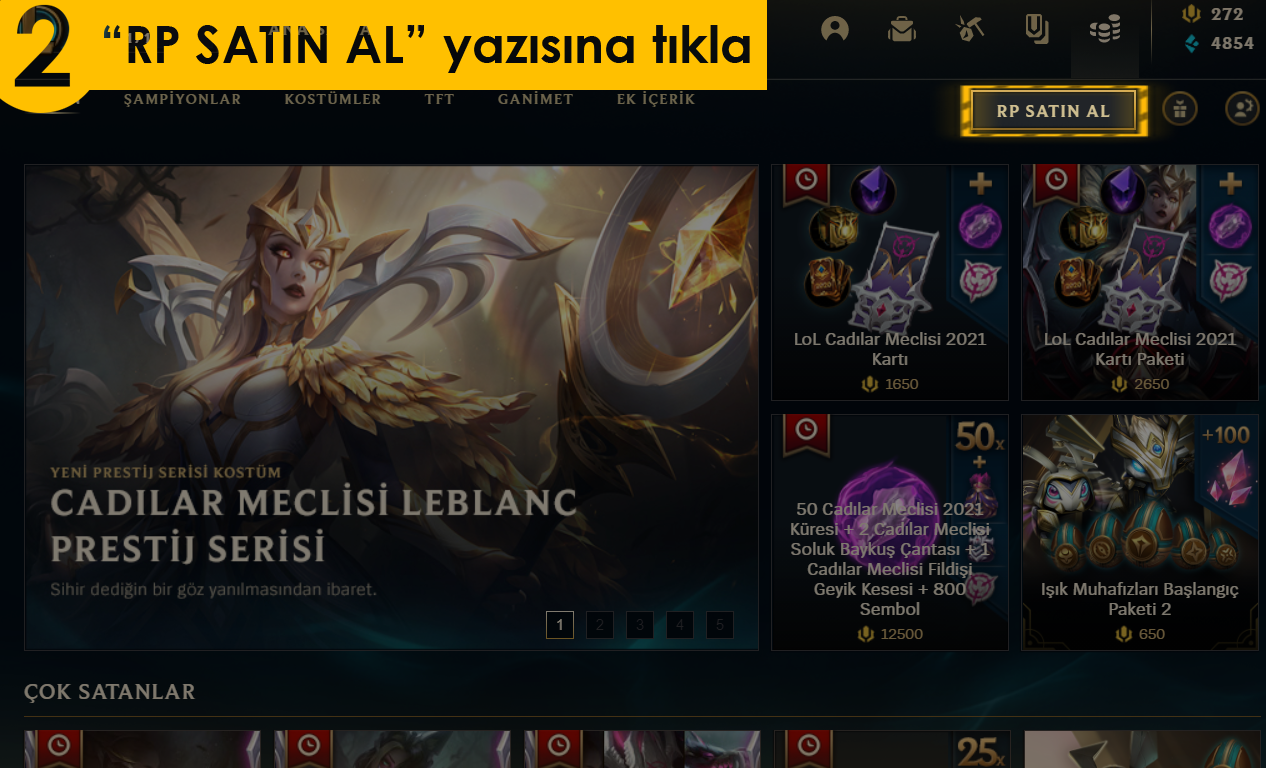 2
“RP SATIN AL” yazısına tıkla
272
4854
ŞAMPİYONLAR
KOSTÜMLER
TFT
GANİMET
EK İÇERİK
RP SATIN AL
YENİ PRESTİJ SERİSİ KOSTÜM
CADILAR MECLİSİ LEBLANC
PRESTİJ SERİSİ
Sihir dediğin bir göz yanılmasından ibaret.
1
2
3
4
5
LoL Cadılar Meclisi 2021
Kartı
1650
2020
LoL Cadılar Meclisi 2021
Kartı Paketi
2650
50x
50 Cadılar Meclisi 2021
Küresi + 2 Cadılar Meclisi
Soluk Baykuş Çantası + 1
Cadılar Meclisi Fildişi
Geyik Kesesi + 800
Sembol
12500
+100
Işık Muhafızları Başlangıç
Paketi 2
650
ÇOK SATANLAR
25x